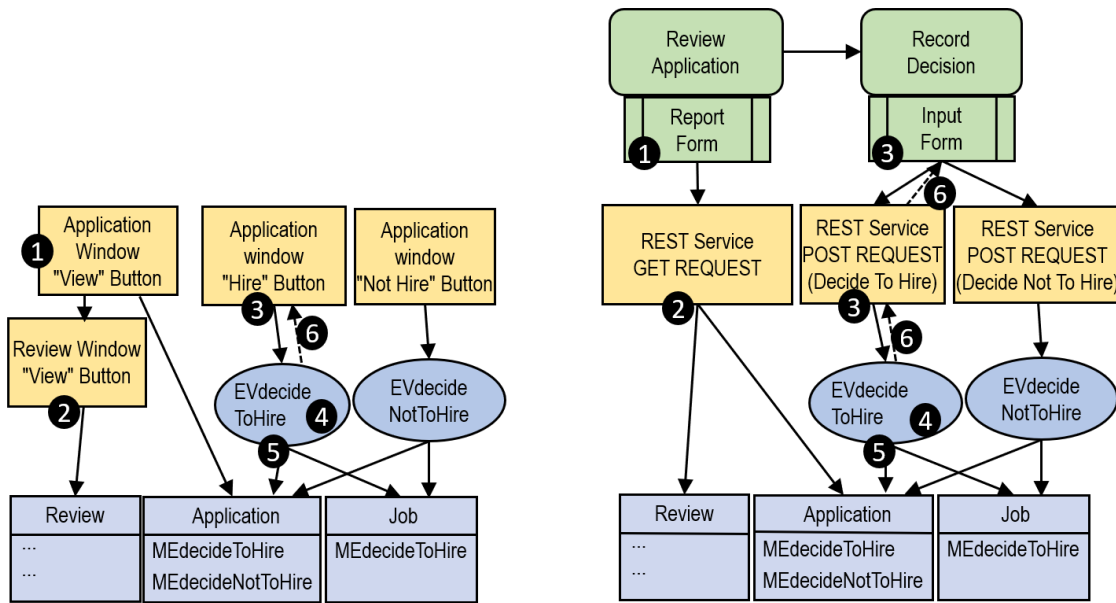 1
Application
Window
"View" Button
Review Window
"View" Button
2
Application
window
"Hire" Button
3
6
Application
window
"Not Hire" Button
EVdecide
ToHire
4
5
EVdecide
NotToHire
Review
...
...
Application
MEdecideToHire
MEdecideNotToHire
Job
MEdecideToHire
Review
Application
Report
Form
1
Record
Decision
Input
Form
3
6
REST Service
GET REQUEST
2
REST Service
POST REQUEST
(Decide To Hire)
3
6
REST Service
POST REQUEST
(Decide Not To Hire)
EVdecide
ToHire
4
5
EVdecide
NotToHire
Review
...
...
Application
MEdecideToHire
MEdecideNotToHire
Job
MEdecideToHire